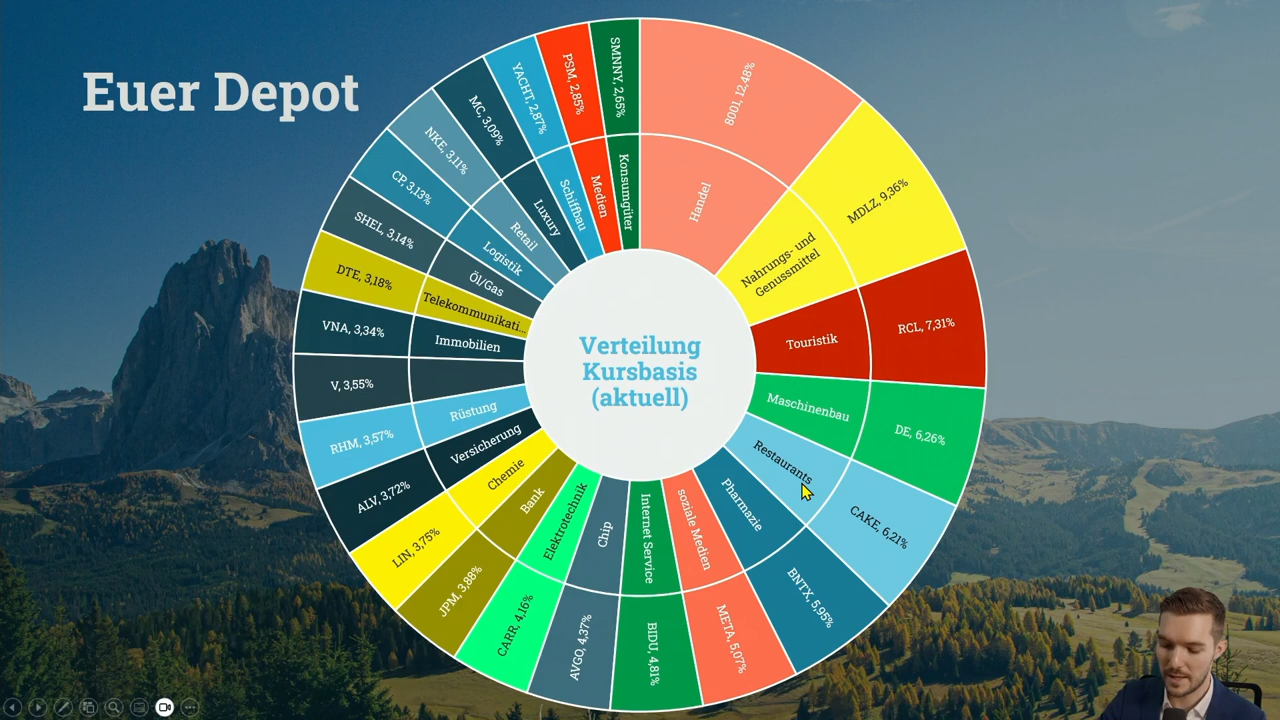 Euer Depot
Verteilung
Kursbasis
(aktuell)
8001, 12,48%
Handel
MDLZ, 9,36%
Nahrungs- und
Genussmittel
RCL, 7,31%
Touristik
DE, 6,26%
Maschinenbau
CAKE, 6,21%
Restaurants
BNTX, 5,95%
Pharmazie
META, 5,07%
soziale Medien
BIDU, 4,81%
Internet Service
AVGO, 4,37%
Chip
CARR, 4,16%
Elektrotechnik
JPM, 3,88%
Bank
LIN, 3,75%
Chemie
ALV, 3,72%
Versicherung
RHM, 3,57%
Rüstung
V, 3,55%
VNA, 3,34%
Immobilien
DTE, 3,18%
Telekommunikati...
SHEL, 3,14%
Öl/Gas
CP, 3,13%
Logistik
NKE, 3,11%
Retail
MC, 3,09%
Luxury
YACHT, 2,87%
Schiffbau
PSM, 2,85%
Medien
SMNNY, 2,65%
Konsumgüter